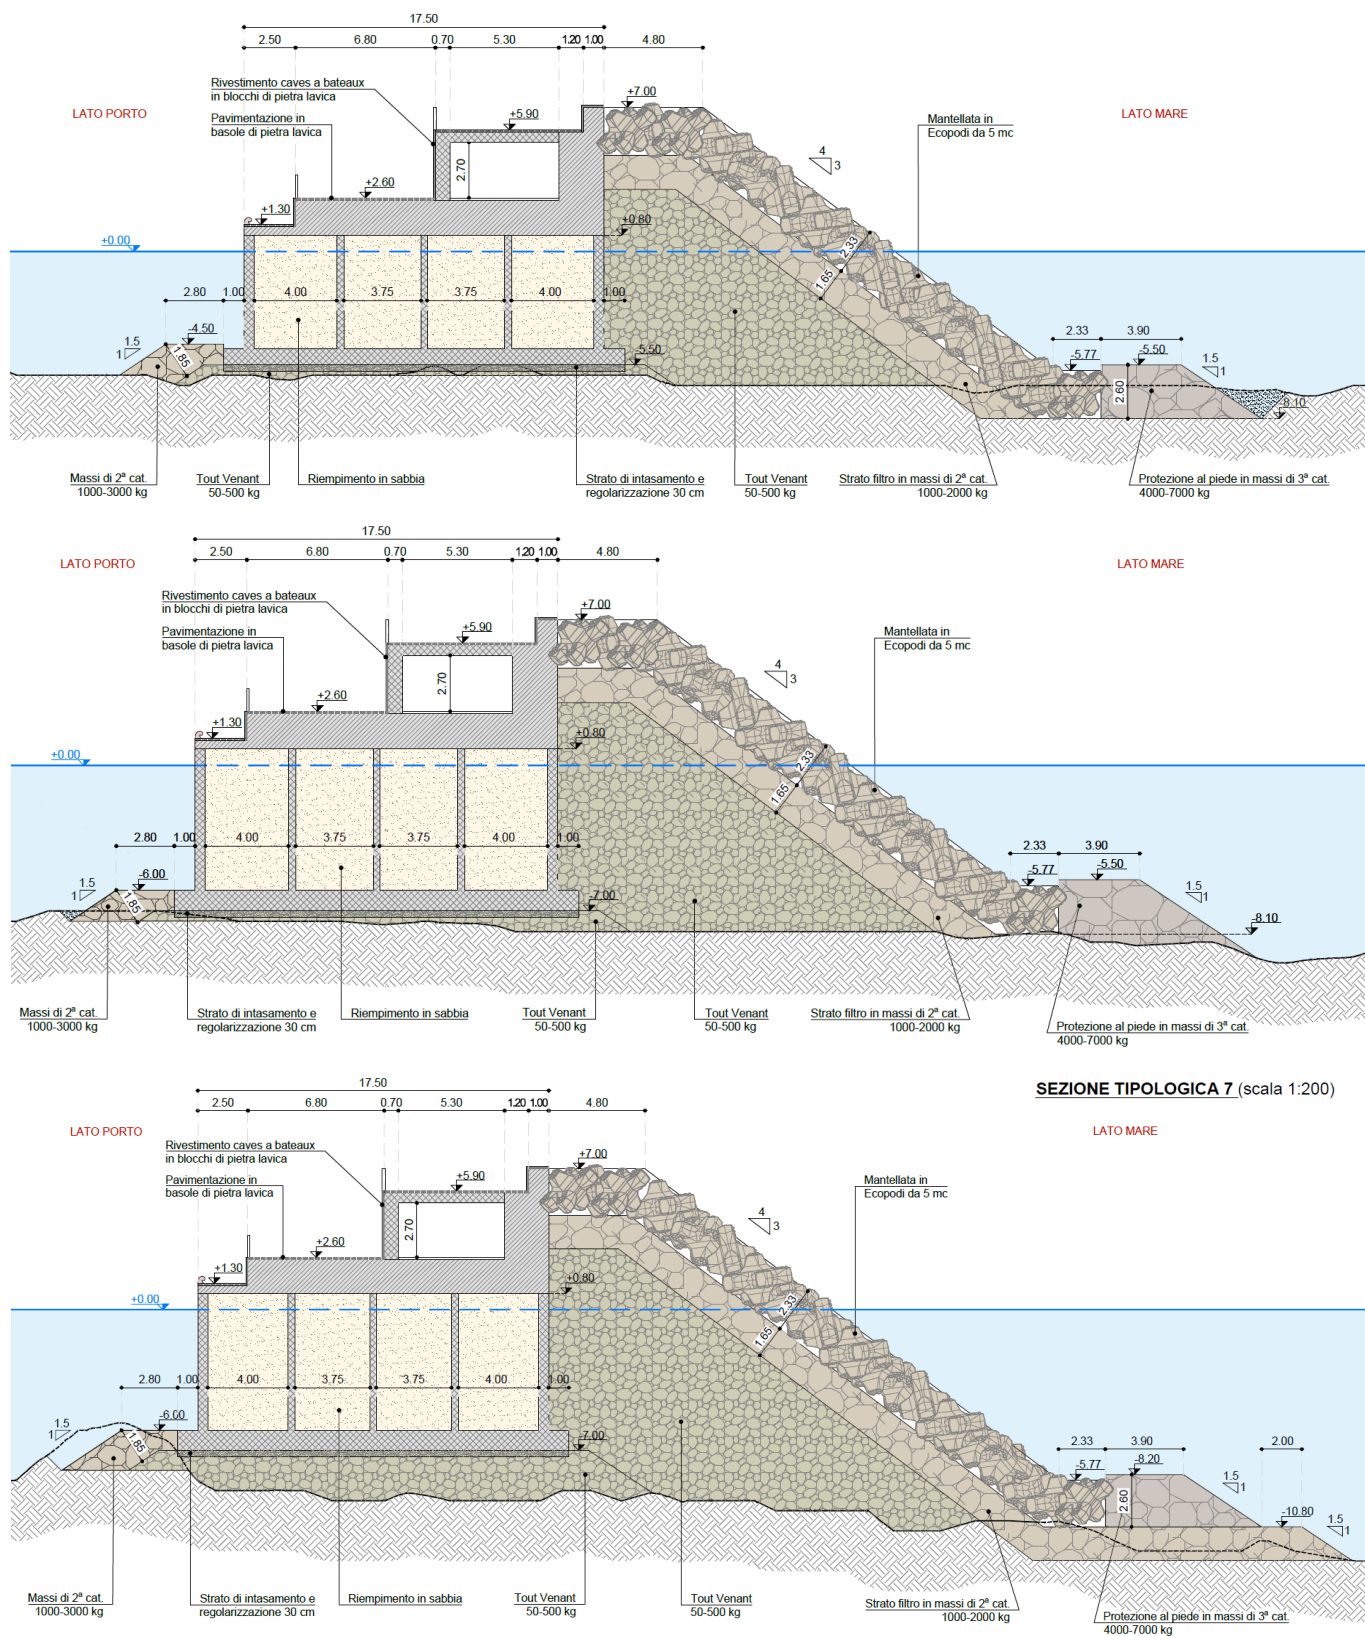 17.50
2.50 6.80 0.70 5.30 1.20 1.00 4.80
Rivestimento caves a bateaux
in blocchi di pietra lavica
LATO PORTO
Pavimentazione in
basole di pietra lavica
+7.00
+5.90
Mantellata in
Ecopodi da 5 mc
LATO MARE
4
3
2.70
+2.60
+1.30
+0.80
+0.00
2.33
1.65
2.80 1.00 4.00 3.75 3.75 4.00 1.00
-4.50
1.5
1
1.85
-5.50
2.33 3.90
-5.77
-5.50
1.5
1
2.60
-8.10
Massi di 2ª cat.
1000-3000 kg
Tout Venant
50-500 kg
Riempimento in sabbia
Strato di intasamento e
regolarizzazione 30 cm
Tout Venant
50-500 kg
Strato filtro in massi di 2ª cat.
1000-2000 kg
Protezione al piede in massi di 3ª cat.
4000-7000 kg
17.50
2.50 6.80 0.70 5.30 1.20 1.00 4.80
LATO PORTO
LATO MARE
Rivestimento caves a bateaux
in blocchi di pietra lavica
Pavimentazione in
basole di pietra lavica
+7.00
+5.90
Mantellata in
Ecopodi da 5 mc
4
3
2.70
+2.60
+1.30
+0.80
+0.00
2.33
1.65
2.80 1.00 4.00 3.75 3.75 4.00 1.00
-6.00
1.5
1
1.85
-7.00
2.33 3.90
-5.77
-5.50
1.5
1
-8.10
Massi di 2ª cat.
1000-3000 kg
Strato di intasamento e
regolarizzazione 30 cm
Riempimento in sabbia
Tout Venant
50-500 kg
Tout Venant
50-500 kg
Strato filtro in massi di 2ª cat.
1000-2000 kg
Protezione al piede in massi di 3ª cat.
4000-7000 kg
SEZIONE TIPOLOGICA 7 (scala 1:200)
17.50
2.50 6.80 0.70 5.30 1.20 1.00 4.80
LATO PORTO
LATO MARE
Rivestimento caves a bateaux
in blocchi di pietra lavica
Pavimentazione in
basole di pietra lavica
+7.00
+5.90
Mantellata in
Ecopodi da 5 mc
4
3
2.70
+2.60
+1.30
+0.80
+0.00
2.33
1.65
2.80 1.00 4.00 3.75 3.75 4.00 1.00
-6.00
1.5
1
1.85
-7.00
2.33 3.90 2.00
-5.77
-8.20
1.5
1
2.60
-10.80
1.5
1
Massi di 2ª cat.
1000-3000 kg
Strato di intasamento e
regolarizzazione 30 cm
Riempimento in sabbia
Tout Venant
50-500 kg
Tout Venant
50-500 kg
Strato filtro in massi di 2ª cat.
1000-2000 kg
Protezione al piede in massi di 3ª cat.
4000-7000 kg